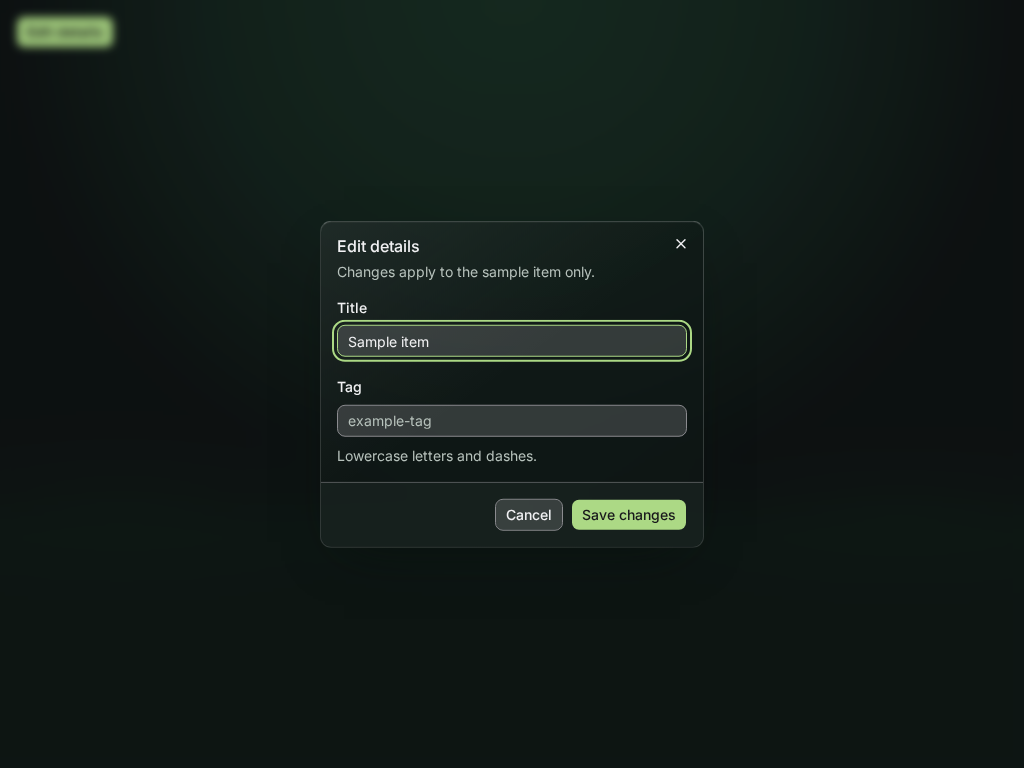 Edit details
Changes apply to the sample item only.
Title
Sample item
Tag
example-tag
Lowercase letters and dashes.
Cancel
Save changes